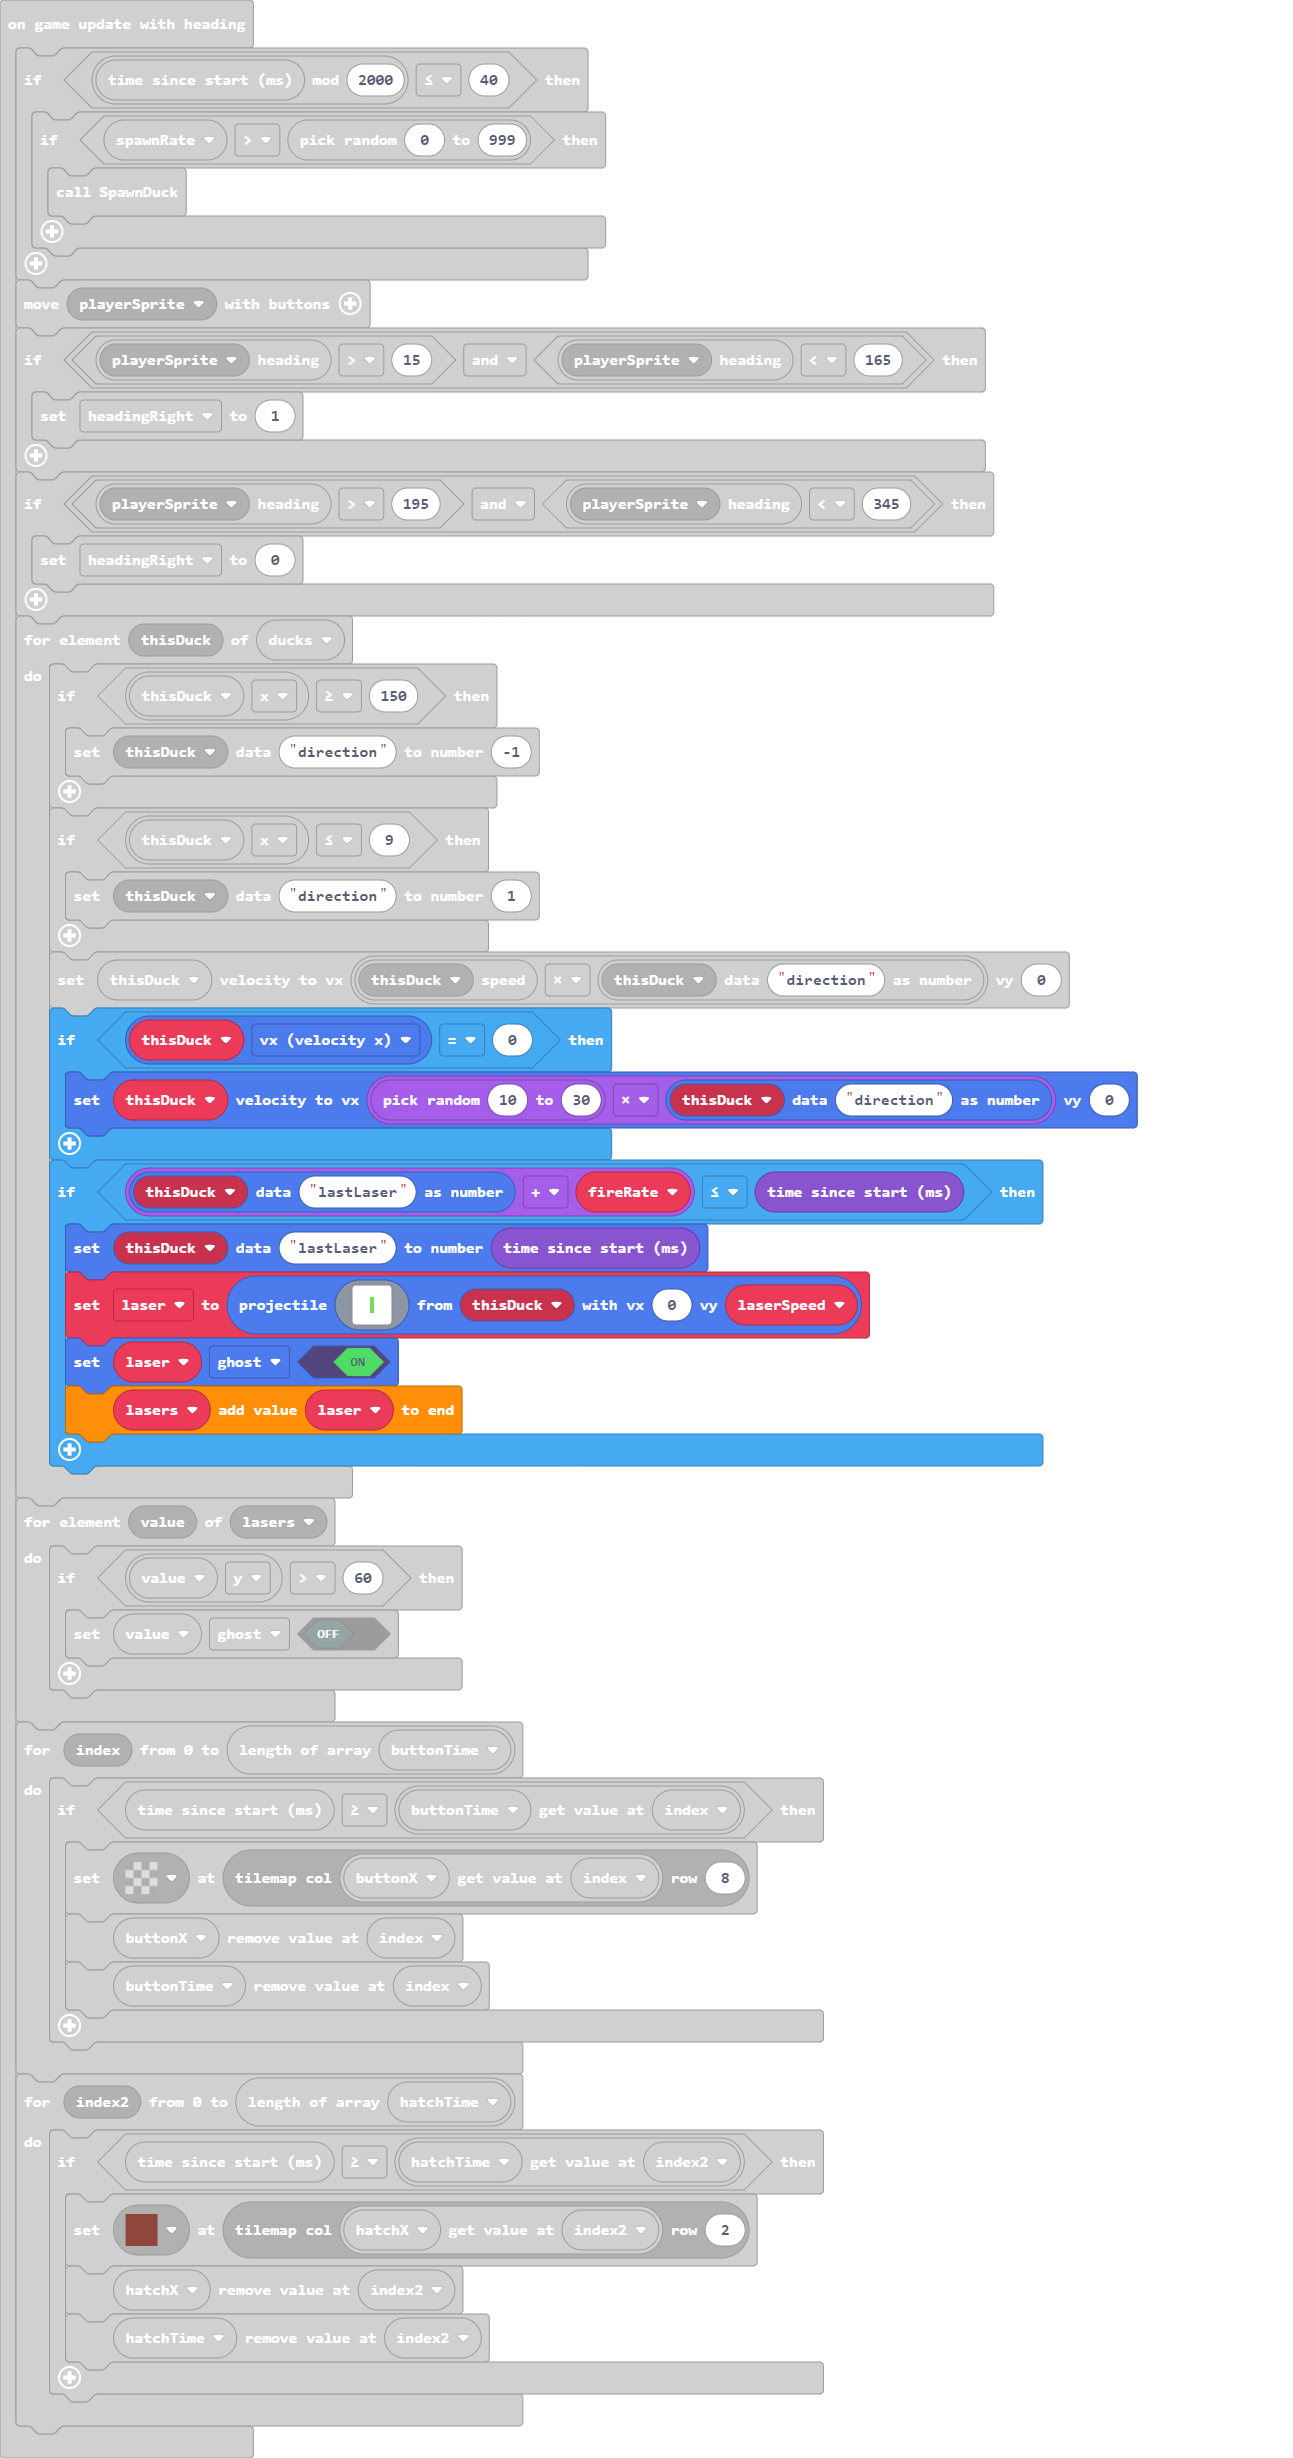 on game update with heading
if time since start (ms) mod 2000 ≤ 40 then
if spawnRate > pick random 0 to 999 then
call SpawnDuck
move playerSprite with buttons
if playerSprite heading > 15 and playerSprite heading < 165 then
set headingRight to 1
if playerSprite heading > 195 and playerSprite heading < 345 then
set headingRight to 0
for element thisDuck of ducks
do
if thisDuck x ≥ 150 then
set thisDuck data "direction" to number -1
if thisDuck x ≤ 9 then
set thisDuck data "direction" to number 1
set thisDuck velocity to vx thisDuck speed × thisDuck data "direction" as number vy 0
if thisDuck vx (velocity x) = 0 then
set thisDuck velocity to vx pick random 10 to 30 × thisDuck data "direction" as number vy 0
if thisDuck data "lastLaser" as number + fireRate ≤ time since start (ms) then
set thisDuck data "lastLaser" to number time since start (ms)
set laser to projectile from thisDuck with vx 0 vy laserSpeed
set laser ghost ON
lasers add value laser to end
for element value of lasers
do
if value y > 60 then
set value ghost OFF
for index from 0 to length of array buttonTime
do
if time since start (ms) ≥ buttonTime get value at index then
set at tilemap col buttonX get value at index row 8
buttonX remove value at index
buttonTime remove value at index
for index2 from 0 to length of array hatchTime
do
if time since start (ms) ≥ hatchTime get value at index2 then
set at tilemap col hatchX get value at index2 row 2
hatchX remove value at index2
hatchTime remove value at index2